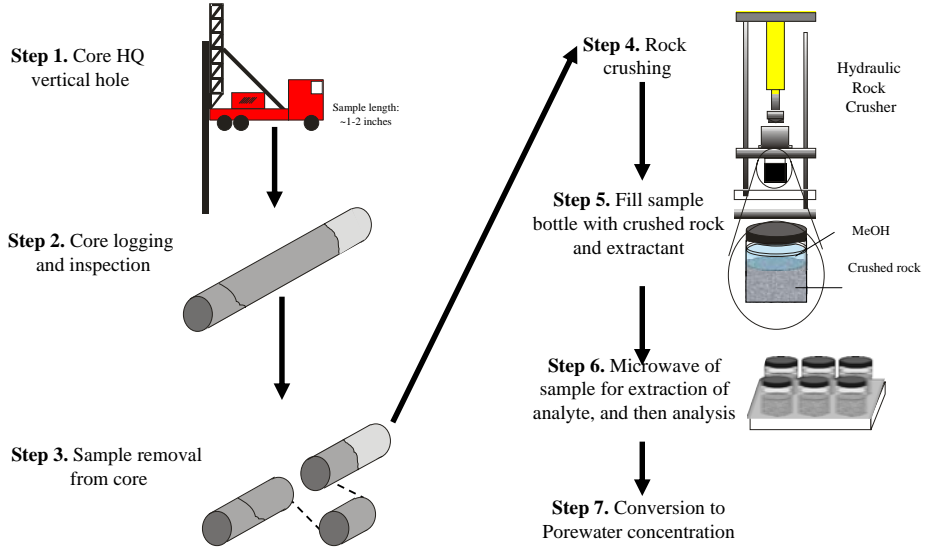 Step 1. Core HQ
vertical hole
Sample length:
~1-2 inches
Step 2. Core logging
and inspection
Step 3. Sample removal
from core
Step 4. Rock
crushing
Hydraulic
Rock
Crusher
Step 5. Fill sample
bottle with crushed rock
and extractant
MeOH
Crushed rock
Step 6. Microwave of
sample for extraction of
analyte, and then analysis
Step 7. Conversion to
Porewater concentration